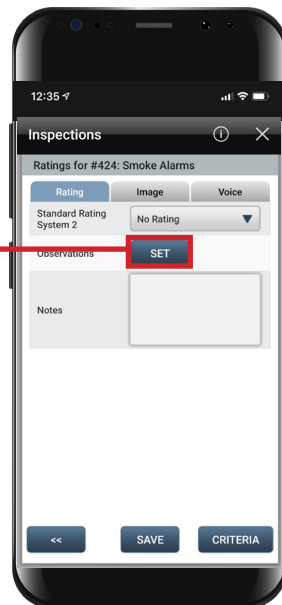 12:35
Inspections
Ratings for #424: Smoke Alarms
Rating Image Voice
Standard Rating
System 2
No Rating
Observations
SET
Notes
<< SAVE CRITERIA